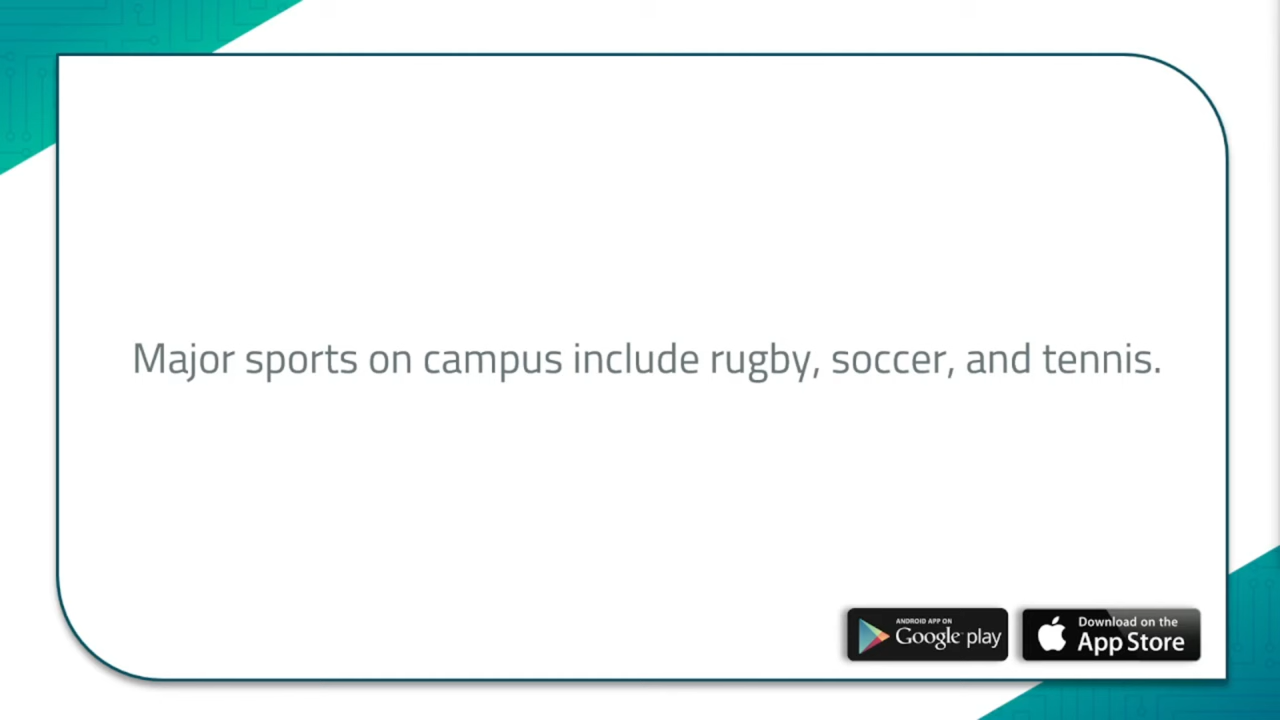 Major sports on campus include rugby, soccer, and tennis.
ANDROID APP ON
Google play
Download on the
App Store